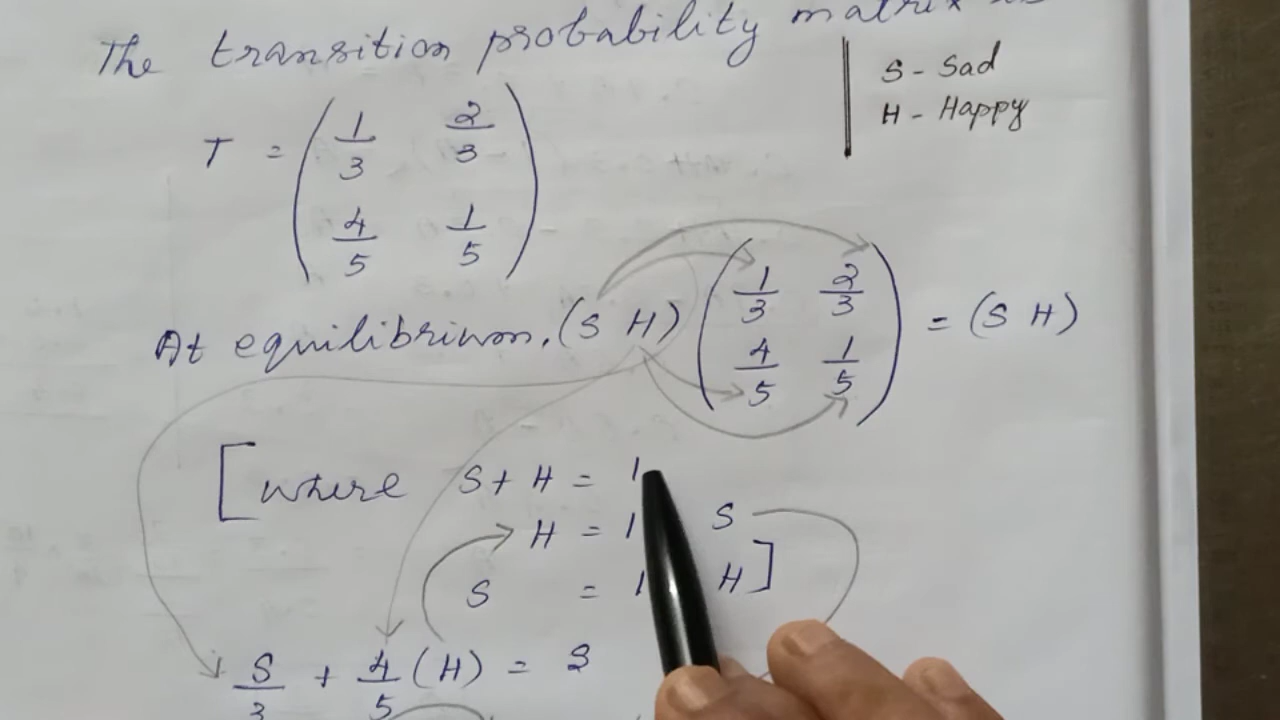 The transition probability matrix is
S - Sad
H - Happy
T = ( 1/3 2/3
4/5 1/5 )
At equilibrium, (S H) ( 1/3 2/3
4/5 1/5 ) = (S H)
[where S + H = 1
H = 1 S
S = 1 H ]
S/3 + 4/5 (H) = S